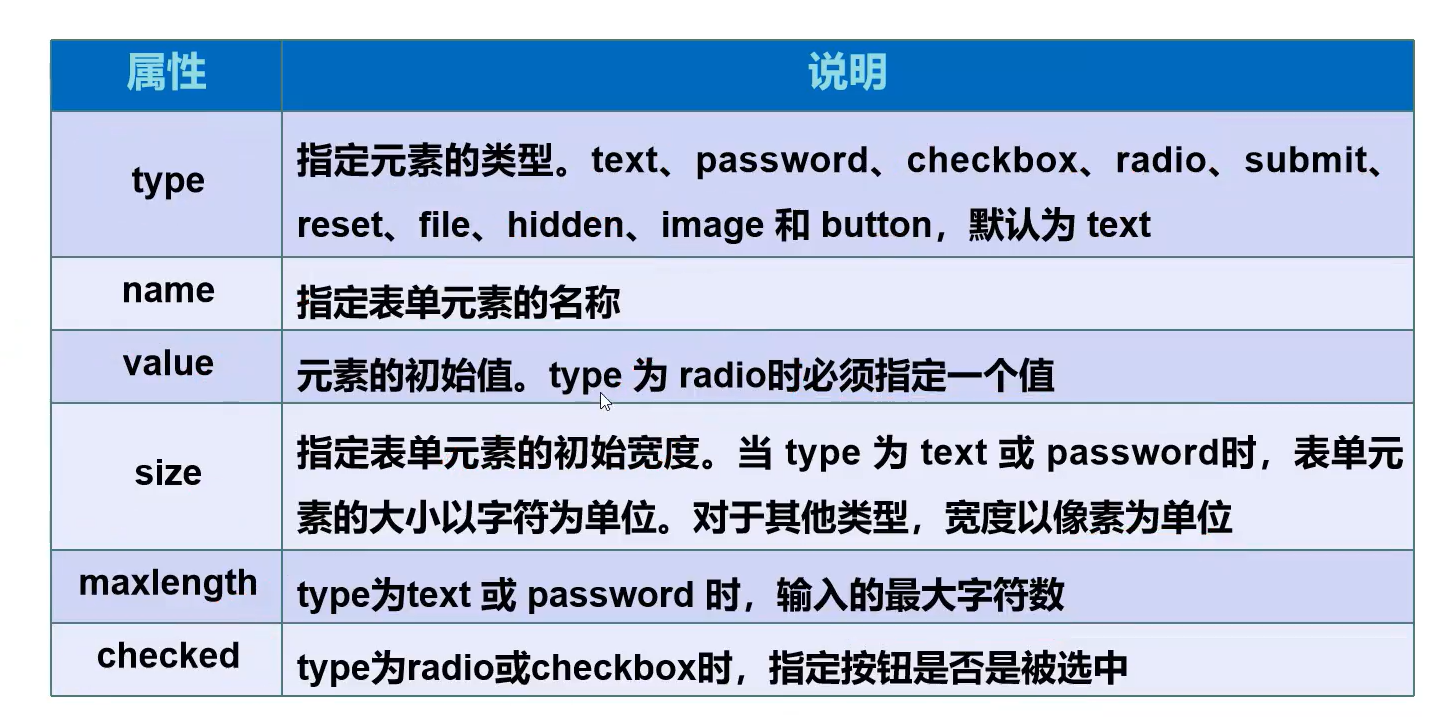 属性 说明
type
指定元素的类型。text、password、checkbox、radio、submit、
reset、file、hidden、image 和 button，默认为 text
name
指定表单元素的名称
value
元素的初始值。type 为 radio时必须指定一个值
size
指定表单元素的初始宽度。当 type 为 text 或 password时，表单元
素的大小以字符为单位。对于其他类型，宽度以像素为单位
maxlength
type为text 或 password 时，输入的最大字符数
checked
type为radio或checkbox时，指定按钮是否是被选中